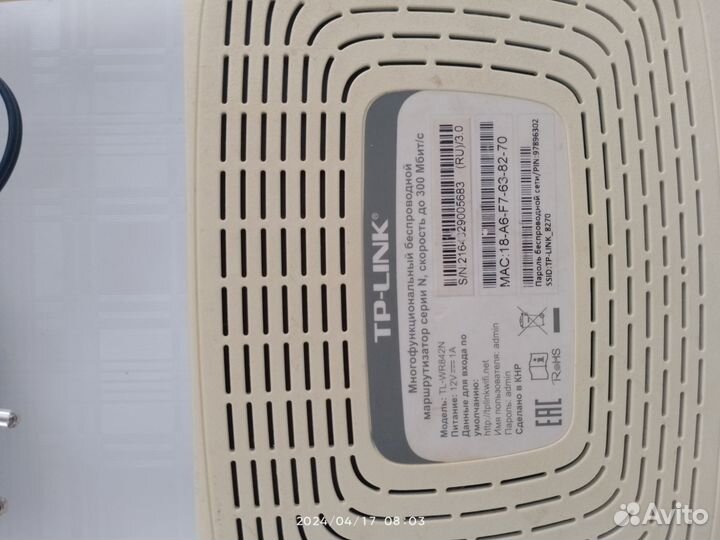 TP-LINK®
Многофункциональный беспроводной
маршрутизатор серии N, скорость до 300 Мбит/с
Модель: TL-WR842N
Питание: 12V⎓1A
Данные для входа по
умолчанию:
http://tplinkwifi.net
Имя пользователя: admin
Пароль: admin
Сделано в КНР
S/N:2164029005683 (RU)/3.0
MAC:18-A6-F7-63-82-70
Пароль беспроводной сети/PIN:97896302
SSID:TP-LINK_8270
EAC
RoHS
2024/04/17 08:03
Avito